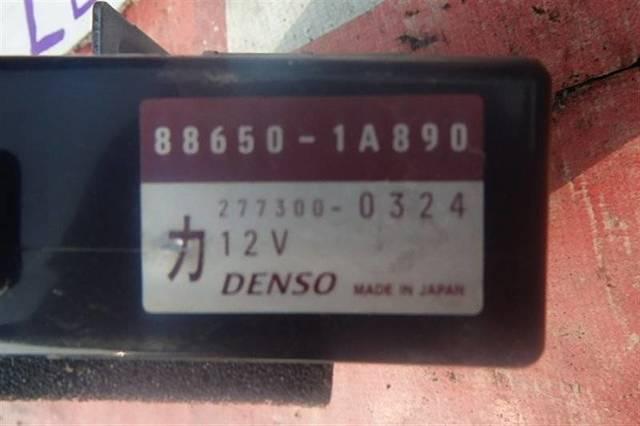 88650-1A890
277300-0324
カ 12V
DENSO MADE IN JAPAN